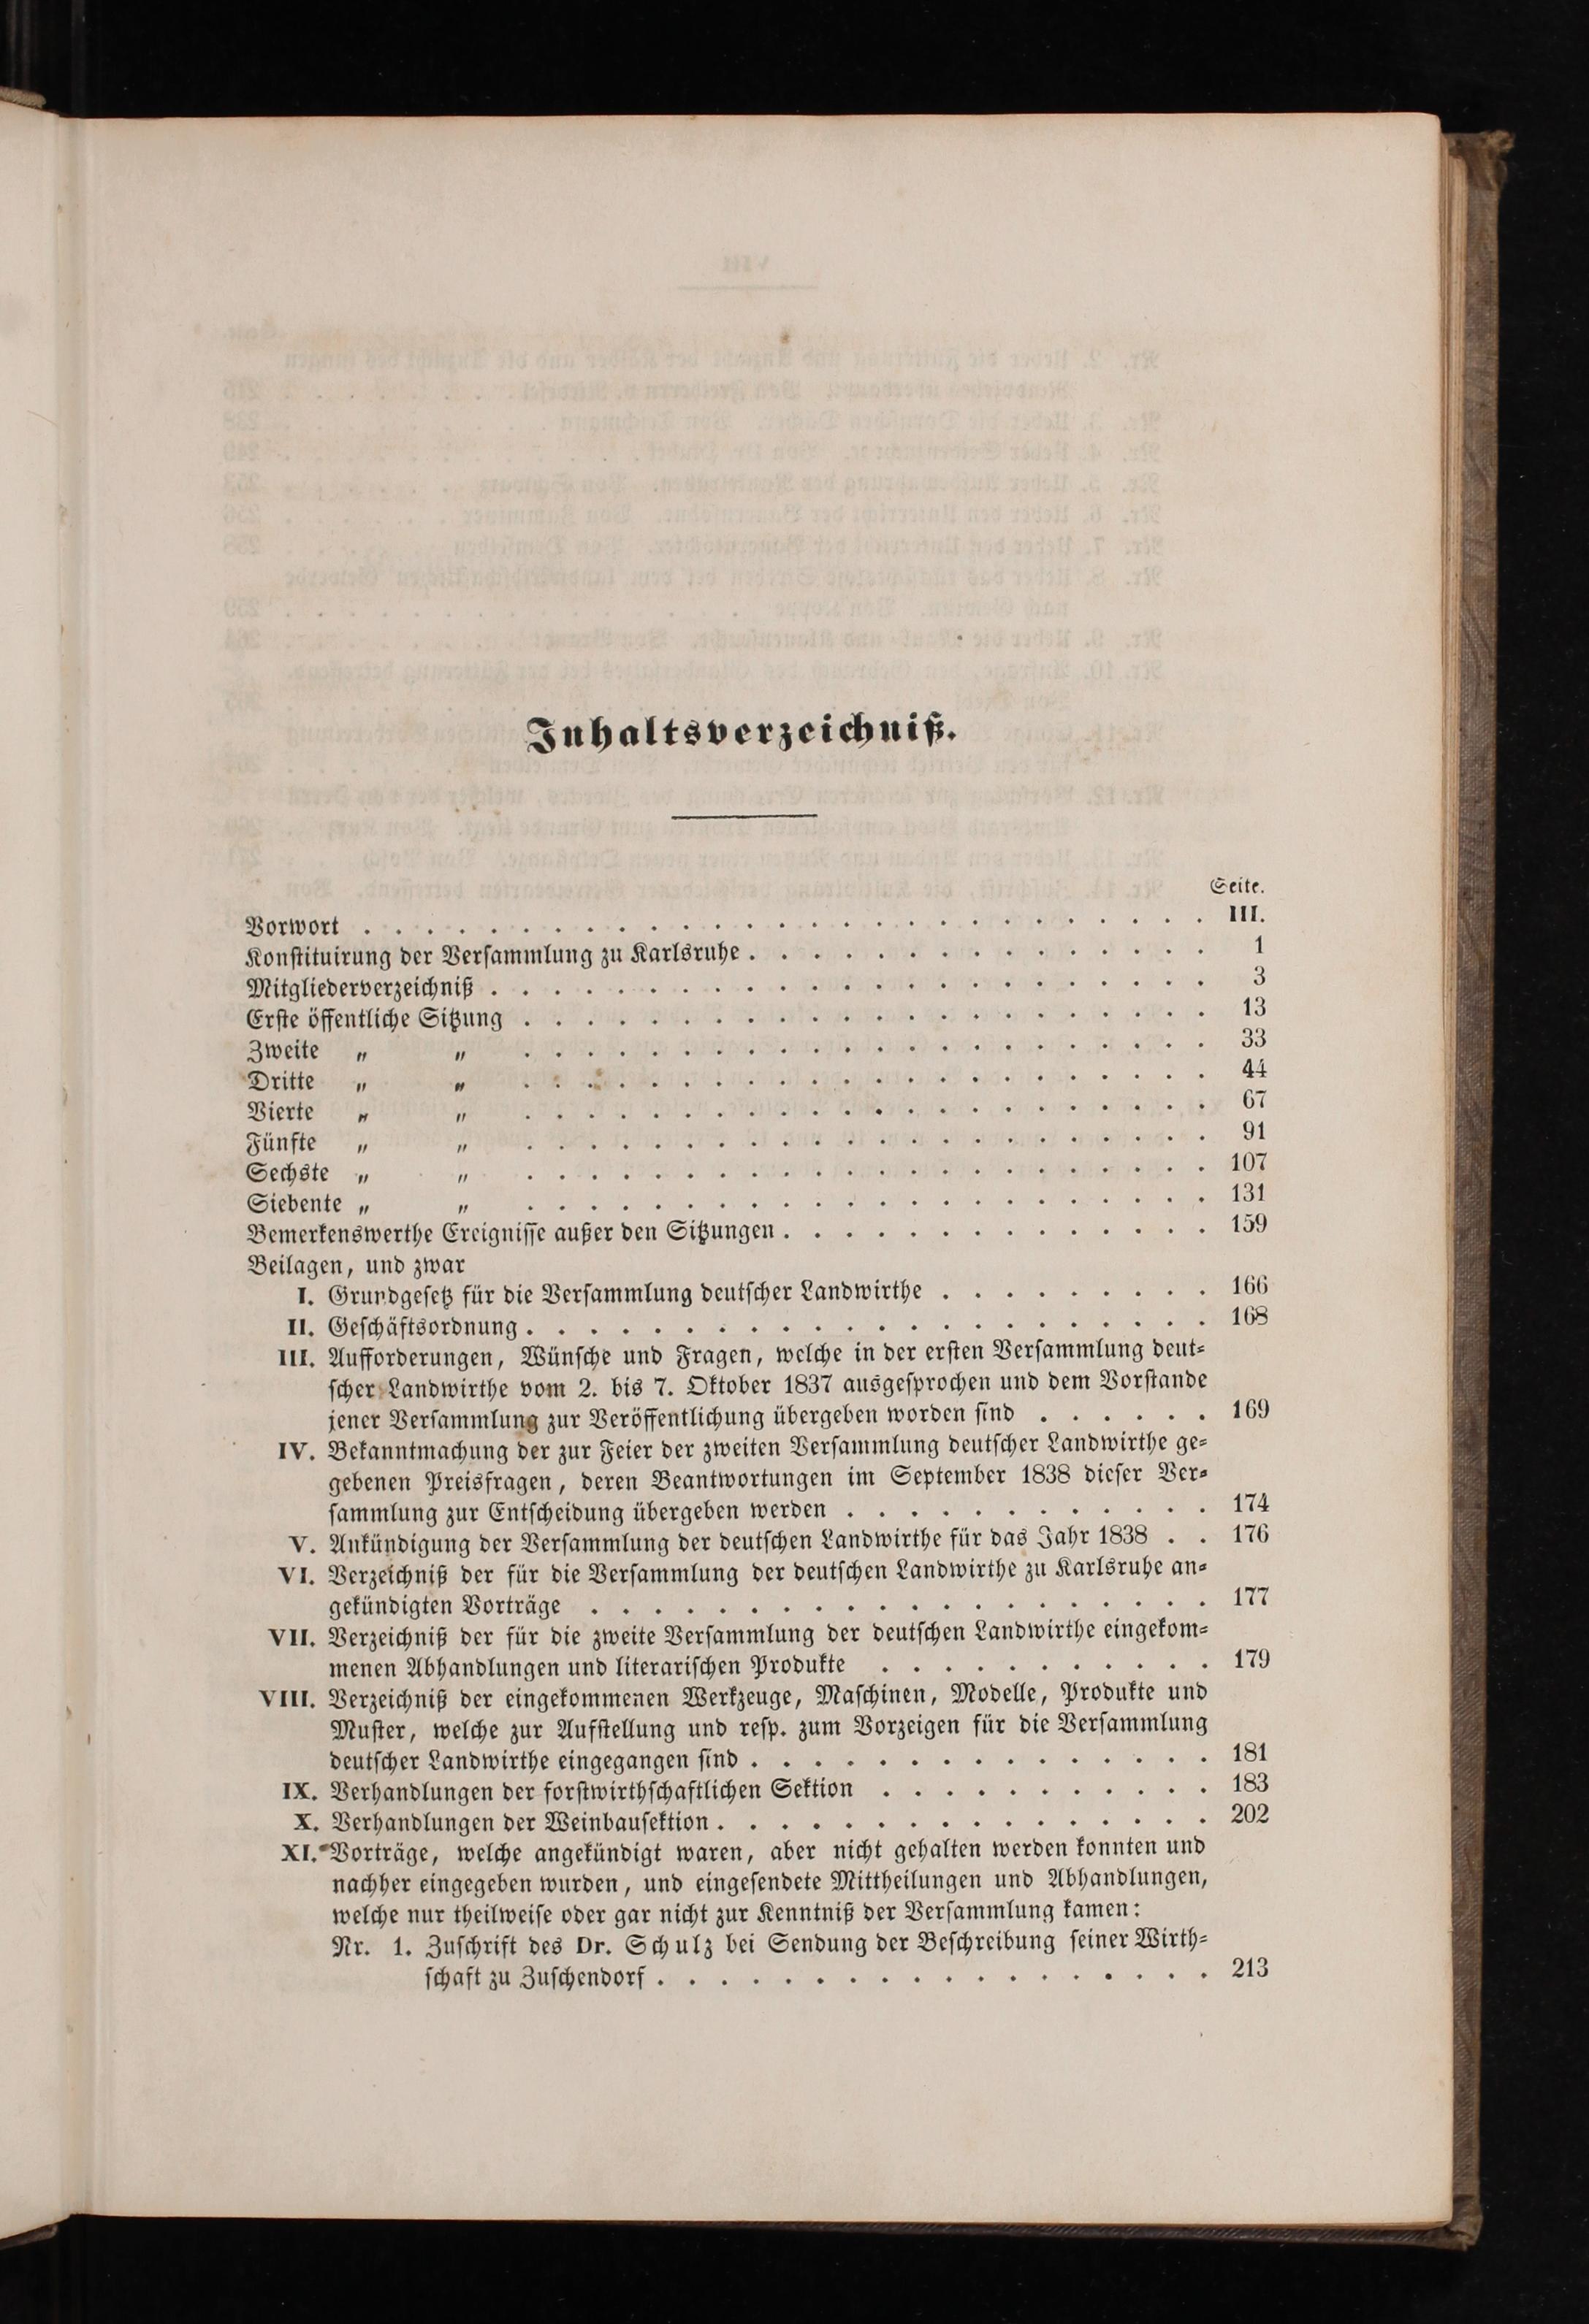 Inhaltsverzeichniß.
Seite.
Vorwort . . . . . . . . . . . . . . . . . . . . . . . . . . . III.
Konſtituirung der Verſammlung zu Karlsruhe . . . . . . . . . . . . . . . 1
Mitgliederverzeichniß . . . . . . . . . . . . . . . . . . . . . . . 3
Erſte öffentliche Sitzung . . . . . . . . . . . . . . . . . . . . . . 13
Zweite „ „ . . . . . . . . . . . . . . . . . . . . . . 33
Dritte „ „ . . . . . . . . . . . . . . . . . . . . . . 44
Vierte „ „ . . . . . . . . . . . . . . . . . . . . . . 67
Fünfte „ „ . . . . . . . . . . . . . . . . . . . . . . 91
Sechste „ „ . . . . . . . . . . . . . . . . . . . . . . 107
Siebente „ „ . . . . . . . . . . . . . . . . . . . . . . 131
Bemerkenswerthe Ereigniſſe außer den Sitzungen . . . . . . . . . . . . . . 159
Beilagen, und zwar
I. Grundgeſetz für die Verſammlung deutſcher Landwirthe . . . . . . . . . 166
II. Geſchäftsordnung . . . . . . . . . . . . . . . . . . . . . . 168
III. Aufforderungen, Wünſche und Fragen, welche in der erſten Verſammlung deut-
ſcher Landwirthe vom 2. bis 7. Oktober 1837 ausgeſprochen und dem Vorſtande
jener Verſammlung zur Veröffentlichung übergeben worden ſind . . . . . . 169
IV. Bekanntmachung der zur Feier der zweiten Verſammlung deutſcher Landwirthe ge-
gebenen Preisfragen, deren Beantwortungen im September 1838 dieſer Ver-
ſammlung zur Entſcheidung übergeben werden . . . . . . . . . . . . 174
V. Ankündigung der Verſammlung der deutſchen Landwirthe für das Jahr 1838 . . 176
VI. Verzeichniß der für die Verſammlung der deutſchen Landwirthe zu Karlsruhe an-
gekündigten Vorträge . . . . . . . . . . . . . . . . . . . . 177
VII. Verzeichniß der für die zweite Verſammlung der deutſchen Landwirthe eingekom-
menen Abhandlungen und literariſchen Produkte . . . . . . . . . . . 179
VIII. Verzeichniß der eingekommenen Werkzeuge, Maſchinen, Modelle, Produkte und
Muſter, welche zur Aufſtellung und reſp. zum Vorzeigen für die Verſammlung
deutſcher Landwirthe eingegangen ſind . . . . . . . . . . . . . . . 181
IX. Verhandlungen der forſtwirthſchaftlichen Sektion . . . . . . . . . . . 183
X. Verhandlungen der Weinbauſektion . . . . . . . . . . . . . . . . 202
XI. Vorträge, welche angekündigt waren, aber nicht gehalten werden konnten und
nachher eingegeben wurden, und eingeſendete Mittheilungen und Abhandlungen,
welche nur theilweiſe oder gar nicht zur Kenntniß der Verſammlung kamen:
Nr. 1. Zuſchrift des Dr. Schulz bei Sendung der Beſchreibung ſeiner Wirth-
ſchaft zu Zuſchendorf . . . . . . . . . . . . . . . . . . 213